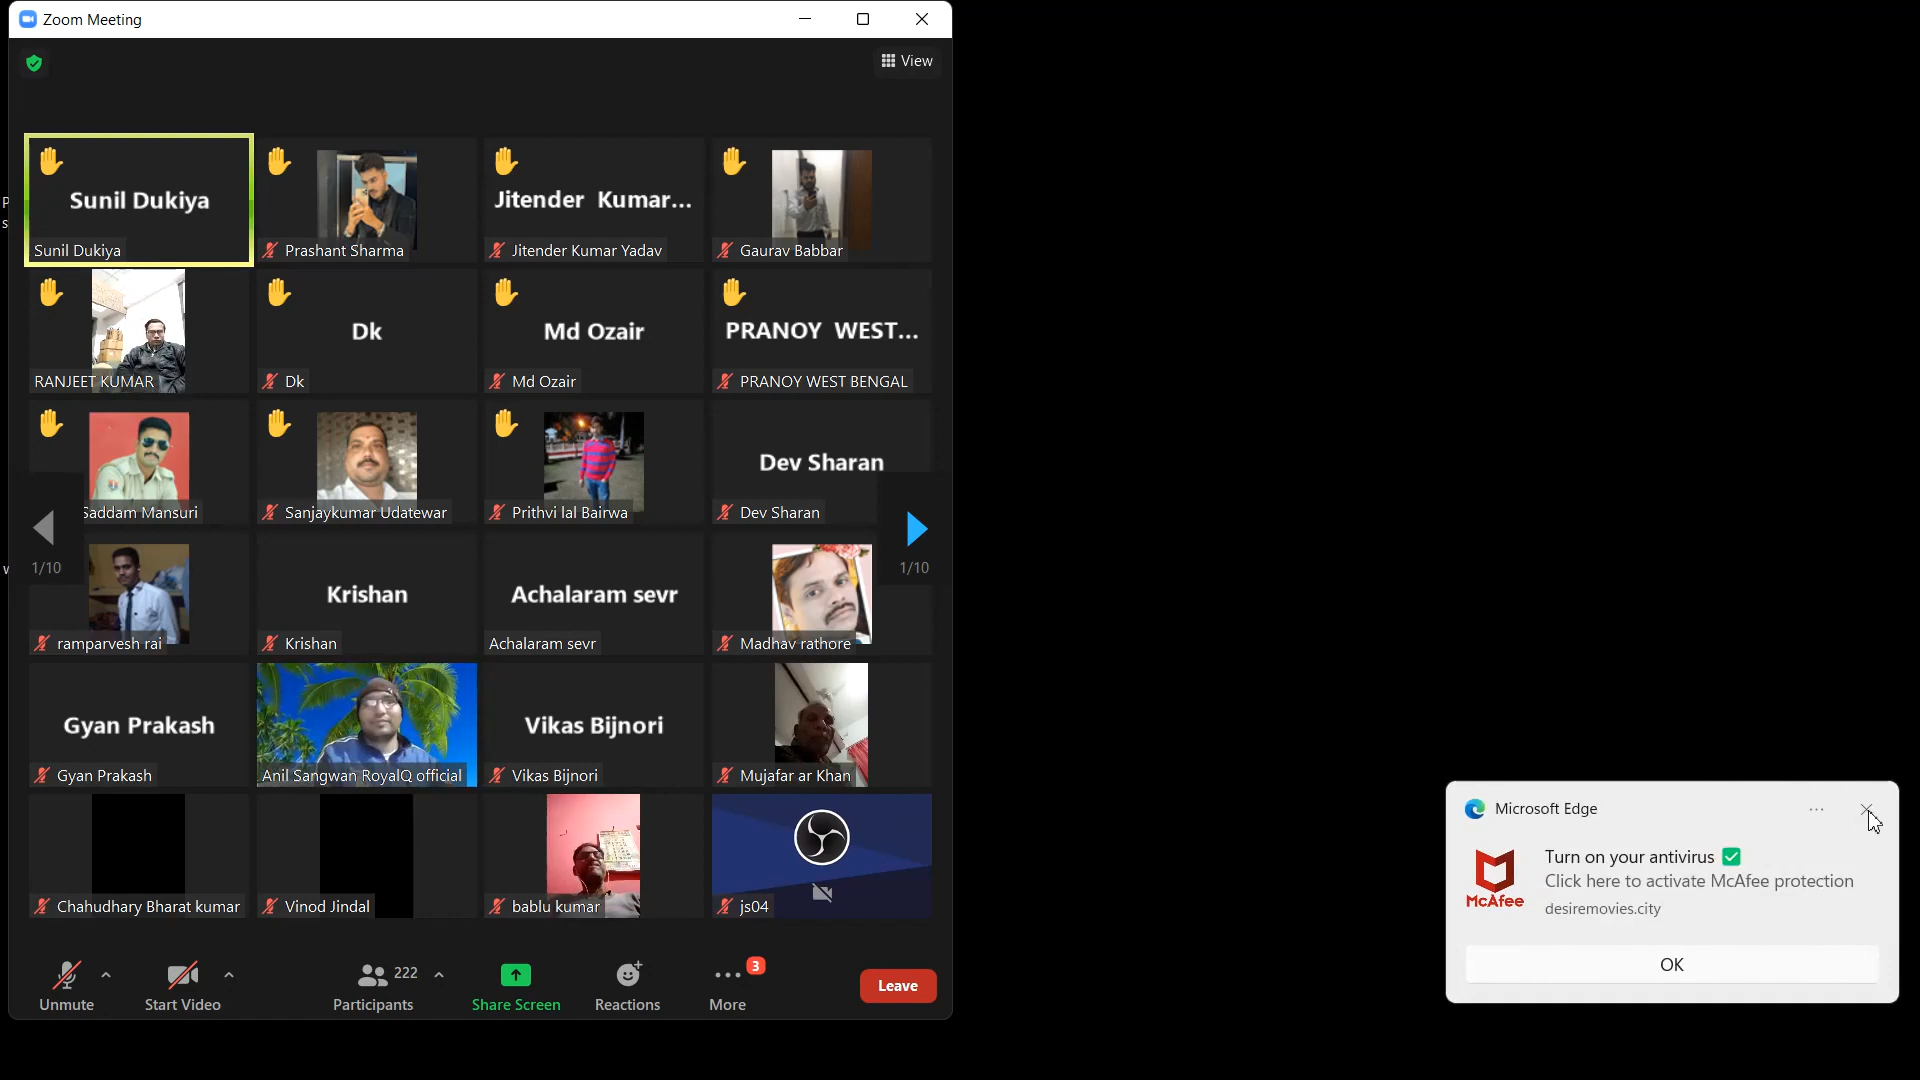 Zoom Meeting
View
Sunil Dukiya
Sunil Dukiya
Prashant Sharma
Jitender Kumar...
Jitender Kumar Yadav
Gaurav Babbar
RANJEET KUMAR
Dk
Dk
Md Ozair
Md Ozair
PRANOY WEST...
PRANOY WEST BENGAL
Saddam Mansuri
Sanjaykumar Udatewar
Prithvi lal Bairwa
Dev Sharan
Dev Sharan
1/10
1/10
ramparvesh rai
Krishan
Krishan
Achalaram sevr
Achalaram sevr
Madhav rathore
Gyan Prakash
Gyan Prakash
Anil Sangwan RoyalQ official
Vikas Bijnori
Vikas Bijnori
Mujafar ar Khan
Chahudhary Bharat kumar
Vinod Jindal
bablu kumar
js04
Unmute
Start Video
222
Participants
Share Screen
Reactions
3
More
Leave
Microsoft Edge
McAfee
Turn on your antivirus
Click here to activate McAfee protection
desiremovies.city
OK